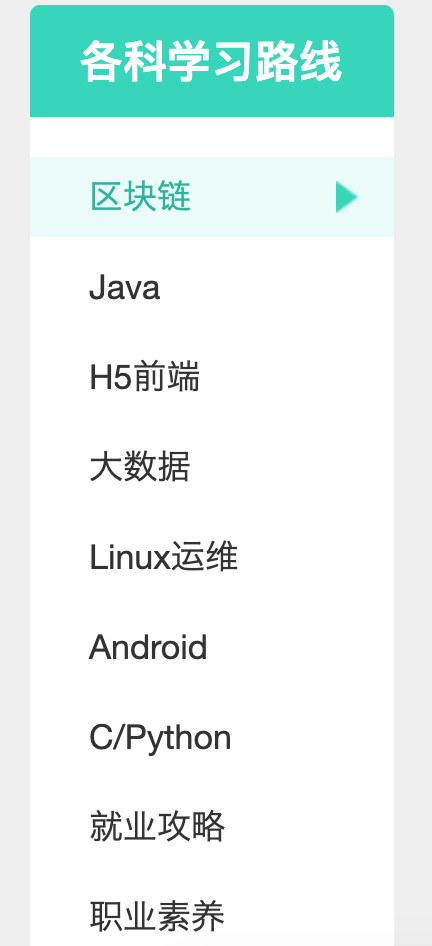 各科学习路线
区块链
Java
H5前端
大数据
Linux运维
Android
C/Python
就业攻略
职业素养